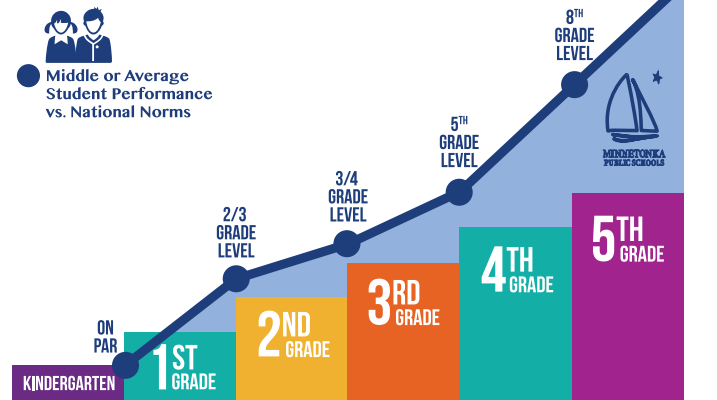 Middle or Average
Student Performance
vs. National Norms
8TH
GRADE
LEVEL
5TH
GRADE
LEVEL
3/4
GRADE
LEVEL
2/3
GRADE
LEVEL
ON
PAR
MINNETONKA
PUBLIC SCHOOLS
KINDERGARTEN
1ST
GRADE
2ND
GRADE
3RD
GRADE
4TH
GRADE
5TH
GRADE